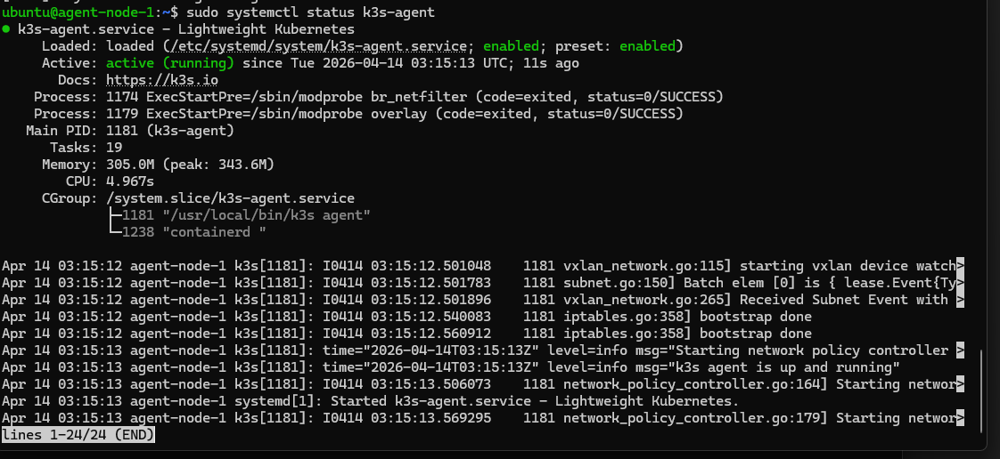 ubuntu@agent-node-1:~$ sudo systemctl status k3s-agent
● k3s-agent.service - Lightweight Kubernetes
     Loaded: loaded (/etc/systemd/system/k3s-agent.service; enabled; preset: enabled)
     Active: active (running) since Tue 2026-04-14 03:15:13 UTC; 11s ago
       Docs: https://k3s.io
    Process: 1174 ExecStartPre=/sbin/modprobe br_netfilter (code=exited, status=0/SUCCESS)
    Process: 1179 ExecStartPre=/sbin/modprobe overlay (code=exited, status=0/SUCCESS)
   Main PID: 1181 (k3s-agent)
      Tasks: 19
     Memory: 305.0M (peak: 343.6M)
        CPU: 4.967s
     CGroup: /system.slice/k3s-agent.service
             ├─1181 "/usr/local/bin/k3s agent"
             └─1238 "containerd "

Apr 14 03:15:12 agent-node-1 k3s[1181]: I0414 03:15:12.501048    1181 vxlan_network.go:115] starting vxlan device watch>
Apr 14 03:15:12 agent-node-1 k3s[1181]: I0414 03:15:12.501783    1181 subnet.go:150] Batch elem [0] is { lease.Event{Ty>
Apr 14 03:15:12 agent-node-1 k3s[1181]: I0414 03:15:12.501896    1181 vxlan_network.go:265] Received Subnet Event with >
Apr 14 03:15:12 agent-node-1 k3s[1181]: I0414 03:15:12.540083    1181 iptables.go:358] bootstrap done
Apr 14 03:15:12 agent-node-1 k3s[1181]: I0414 03:15:12.560912    1181 iptables.go:358] bootstrap done
Apr 14 03:15:13 agent-node-1 k3s[1181]: time="2026-04-14T03:15:13Z" level=info msg="Starting network policy controller >
Apr 14 03:15:13 agent-node-1 k3s[1181]: time="2026-04-14T03:15:13Z" level=info msg="k3s agent is up and running"
Apr 14 03:15:13 agent-node-1 k3s[1181]: I0414 03:15:13.506073    1181 network_policy_controller.go:164] Starting networ>
Apr 14 03:15:13 agent-node-1 systemd[1]: Started k3s-agent.service - Lightweight Kubernetes.
Apr 14 03:15:13 agent-node-1 k3s[1181]: I0414 03:15:13.569295    1181 network_policy_controller.go:179] Starting networ>
lines 1-24/24 (END)